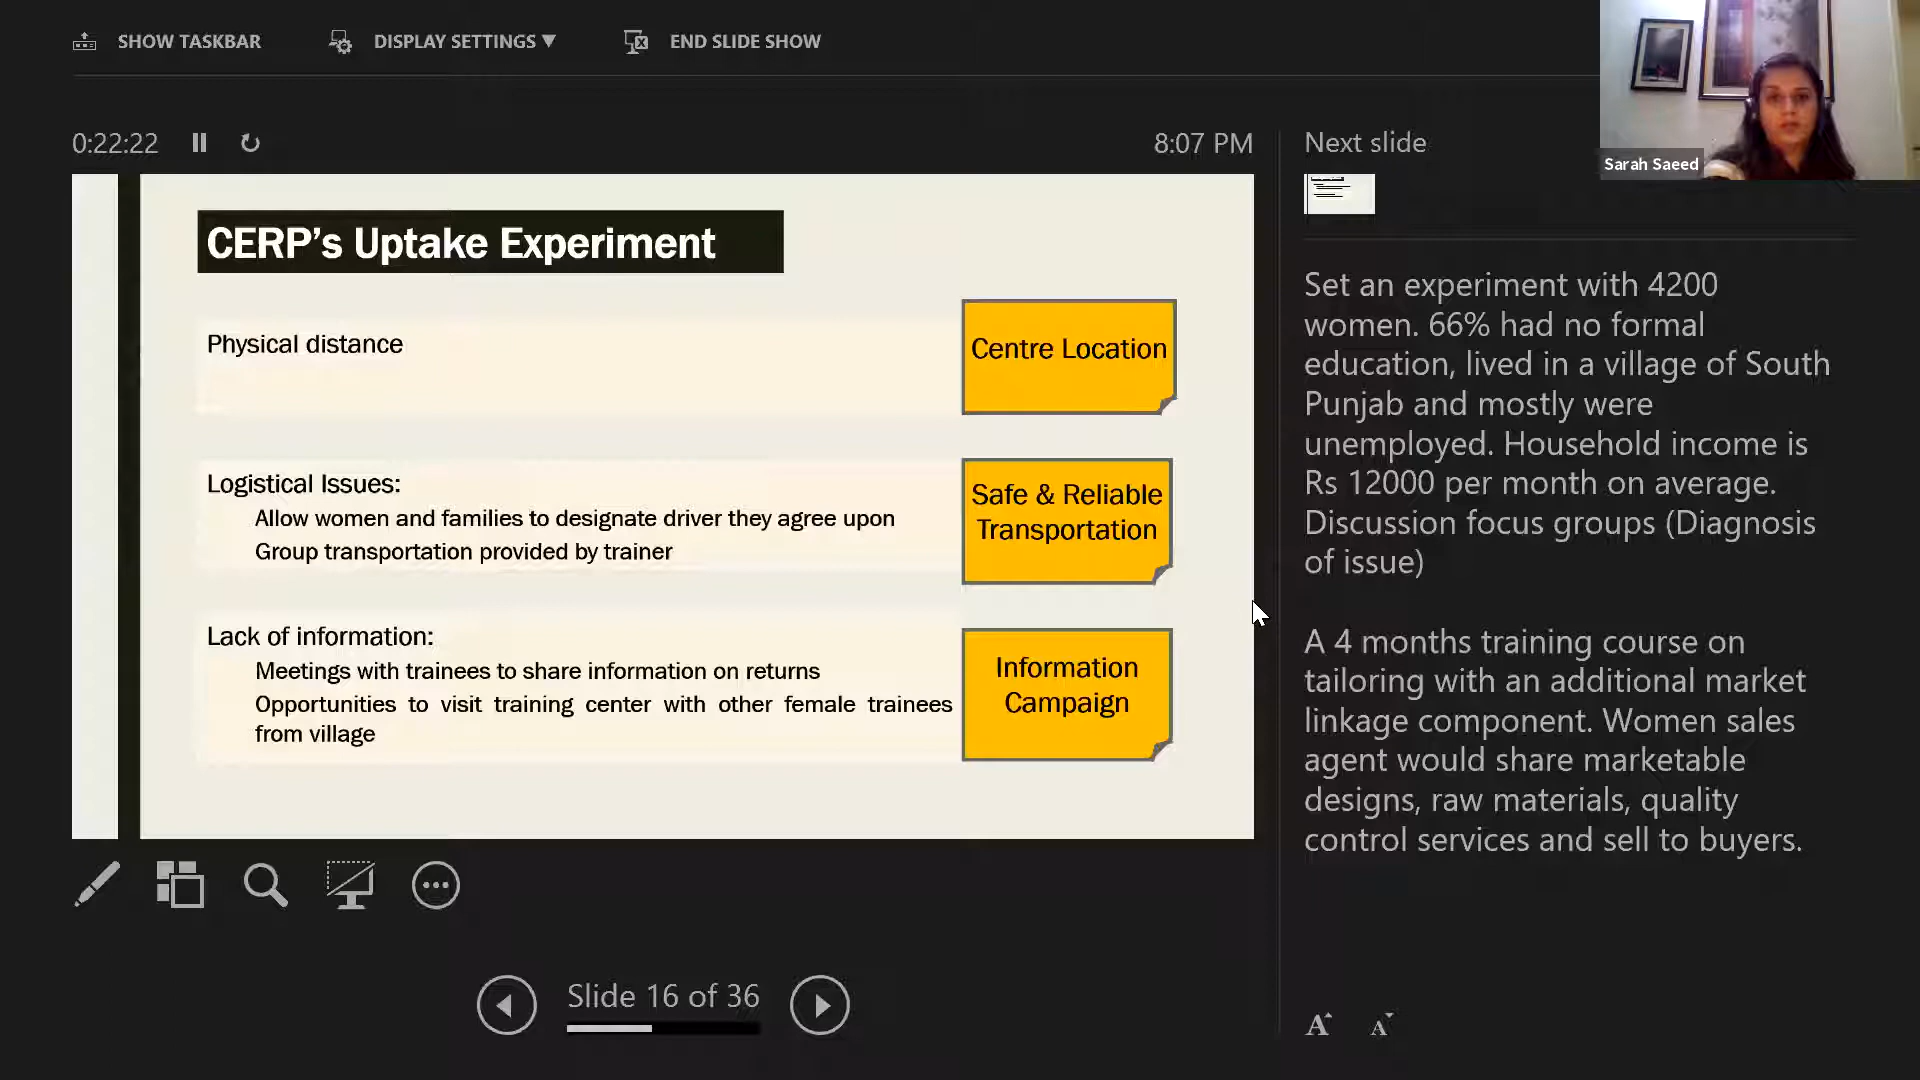 SHOW TASKBAR
DISPLAY SETTINGS ▼
END SLIDE SHOW
Sarah Saeed
0:22:22
8:07 PM
Next slide
CERP's Uptake Experiment
Physical distance
Centre Location
Logistical Issues:
Allow women and families to designate driver they agree upon
Group transportation provided by trainer
Safe & Reliable
Transportation
Lack of information:
Meetings with trainees to share information on returns
Opportunities to visit training center with other female trainees
from village
Information
Campaign
Set an experiment with 4200
women. 66% had no formal
education, lived in a village of South
Punjab and mostly were
unemployed. Household income is
Rs 12000 per month on average.
Discussion focus groups (Diagnosis
of issue)
A 4 months training course on
tailoring with an additional market
linkage component. Women sales
agent would share marketable
designs, raw materials, quality
control services and sell to buyers.
Slide 16 of 36
A A